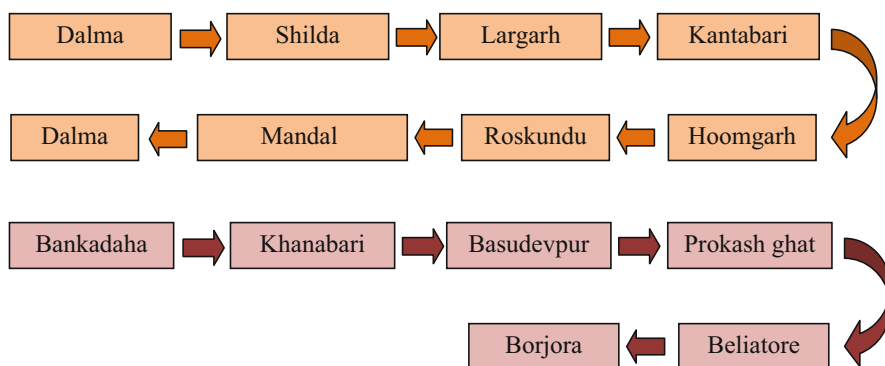 Dalma Shilda Largarh Kantabari
Dalma Mandal Roskundu Hoomgarh
Bankadaha Khanabari Basudevpur Prokash ghat
Borjora Beliatore